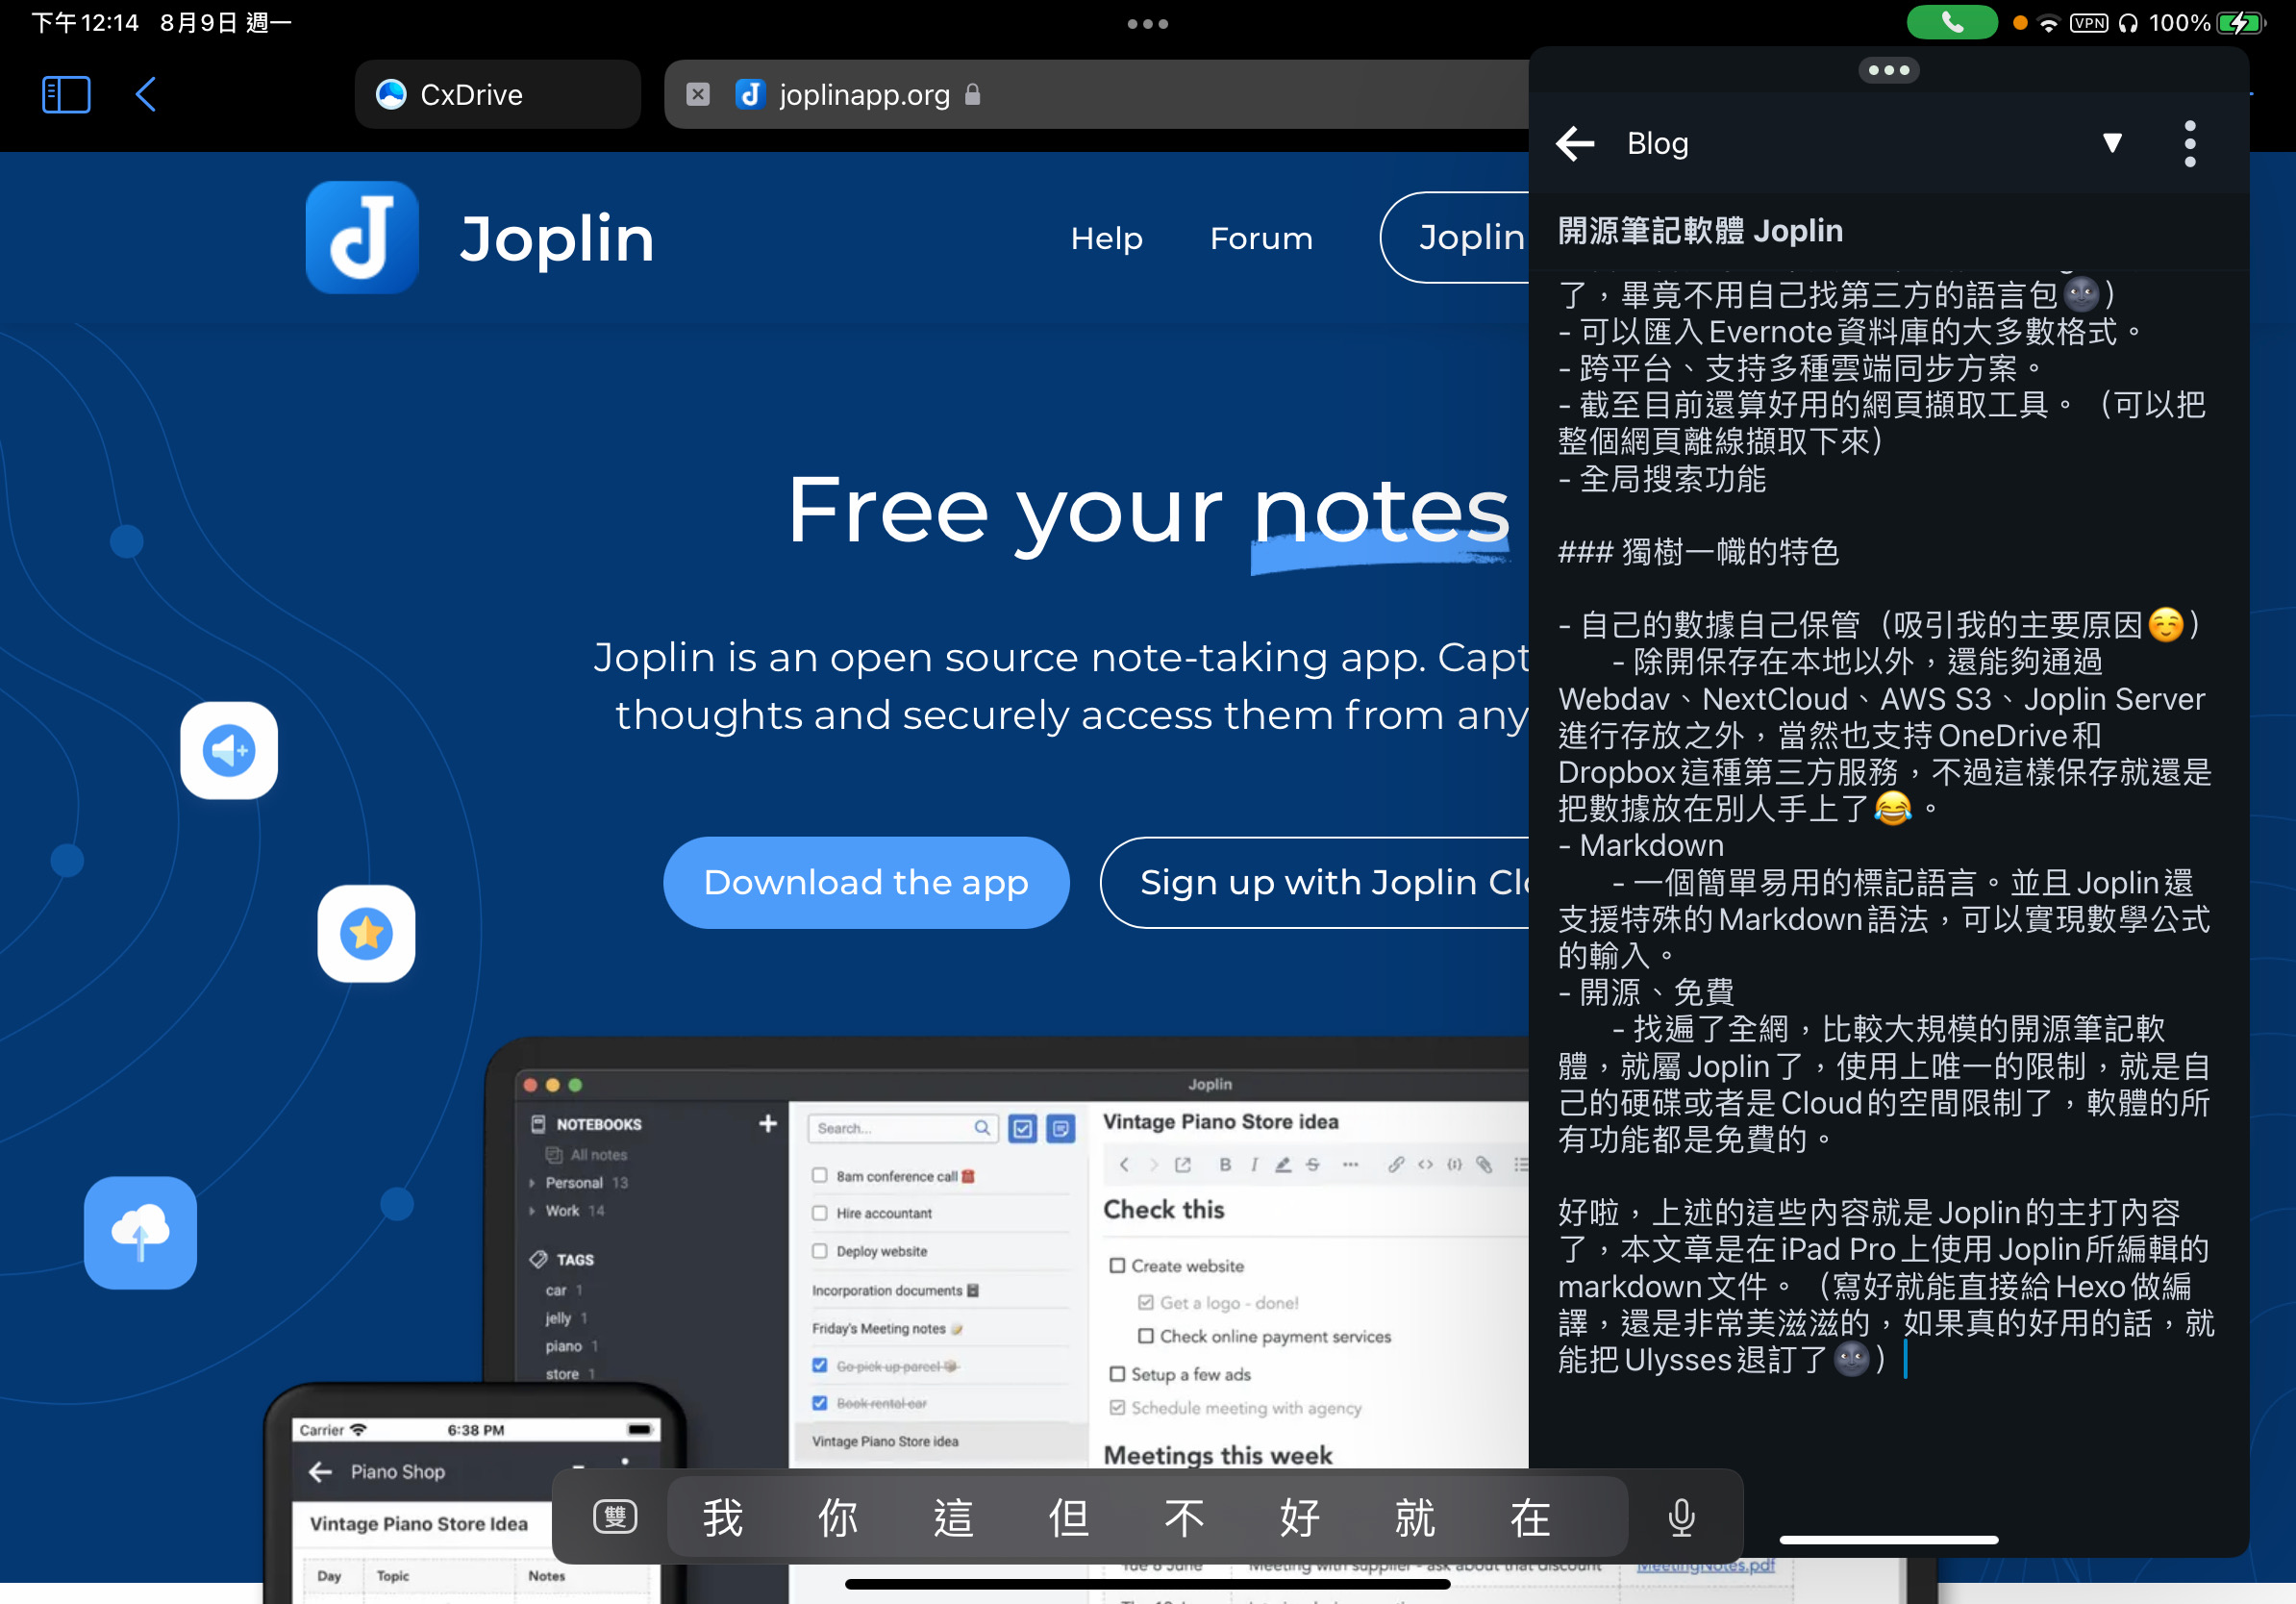 下午12:14 8月9日 週一
VPN 100%
CxDrive
joplinapp.org
Joplin
Help
Forum
Joplin
Free your notes
Joplin is an open source note-taking app. Capt
thoughts and securely access them from any
Download the app
Sign up with Joplin Clo
Joplin
NOTEBOOKS
All notes
Personal 13
Work 14
TAGS
car 1
jelly 1
piano 1
store 1
Search...
8am conference call
Hire accountant
Deploy website
Incorporation documents
Friday's Meeting notes
Go pick up parcel
Book rental car
Vintage Piano Store idea
Vintage Piano Store idea
B I S
Check this
Create website
Get a logo - done!
Check online payment services
Setup a few ads
Schedule meeting with agency
Meetings this week
Tue 6 June
Meeting with supplier - ask about that discount
MeetingNotes.pdf
Carrier 6:38 PM
Piano Shop
Vintage Piano Store Idea
Day Topic Notes
雙 我 你 這 但 不 好 就 在
Blog
開源筆記軟體 Joplin
了，畢竟不用自己找第三方的語言包🌚）
- 可以匯入Evernote資料庫的大多數格式。
- 跨平台、支持多種雲端同步方案。
- 截至目前還算好用的網頁擷取工具。（可以把
整個網頁離線擷取下來）
- 全局搜索功能
### 獨樹一幟的特色
- 自己的數據自己保管（吸引我的主要原因☺️）
- 除開保存在本地以外，還能夠通過
Webdav、NextCloud、AWS S3、Joplin Server
進行存放之外，當然也支持OneDrive和
Dropbox這種第三方服務，不過這樣保存就還是
把數據放在別人手上了😂。
- Markdown
- 一個簡單易用的標記語言。並且Joplin還
支援特殊的Markdown語法，可以實現數學公式
的輸入。
- 開源、免費
- 找遍了全網，比較大規模的開源筆記軟
體，就屬Joplin了，使用上唯一的限制，就是自
己的硬碟或者是Cloud的空間限制了，軟體的所
有功能都是免費的。
好啦，上述的這些內容就是Joplin的主打內容
了，本文章是在iPad Pro上使用Joplin所編輯的
markdown文件。（寫好就能直接給Hexo做編
譯，還是非常美滋滋的，如果真的好用的話，就
能把Ulysses退訂了🌚）